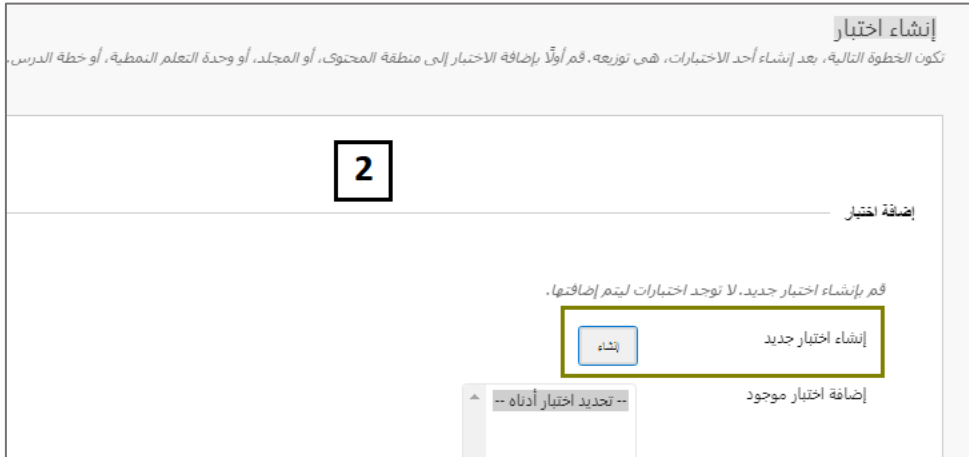 إنشاء اختبار
تكون الخطوة التالية، بعد إنشاء أحد الاختبارات، هي توزيعه. قم أولاً بإضافة الاختبار إلى منطقة المحتوى، أو المجلد، أو وحدة التعلم النمطية، أو خطة الدرس.
2
إضافة اختبار
قم بإنشاء اختبار جديد. لا توجد اختبارات ليتم إضافتها.
إنشاء اختبار جديد
إنشاء
إضافة اختبار موجود
-- تحديد اختبار أدناه --